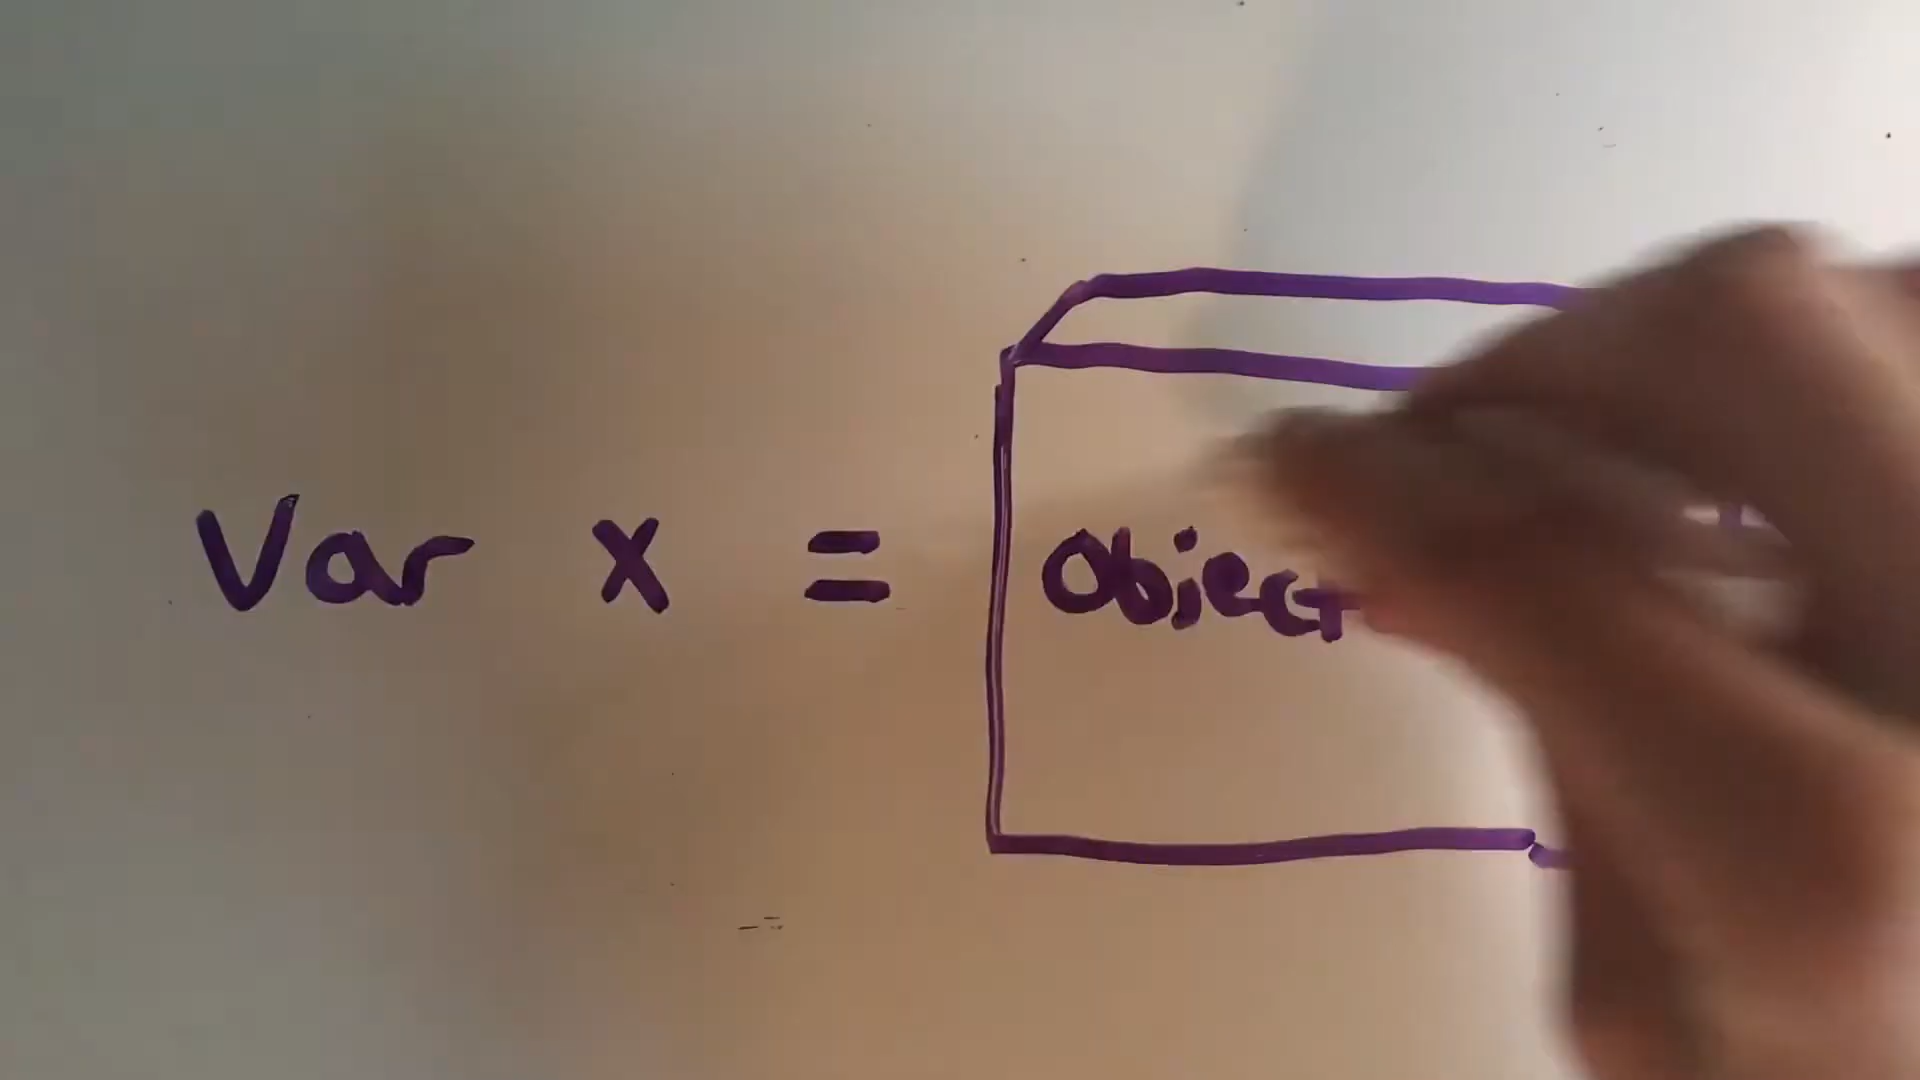 Var x = Object